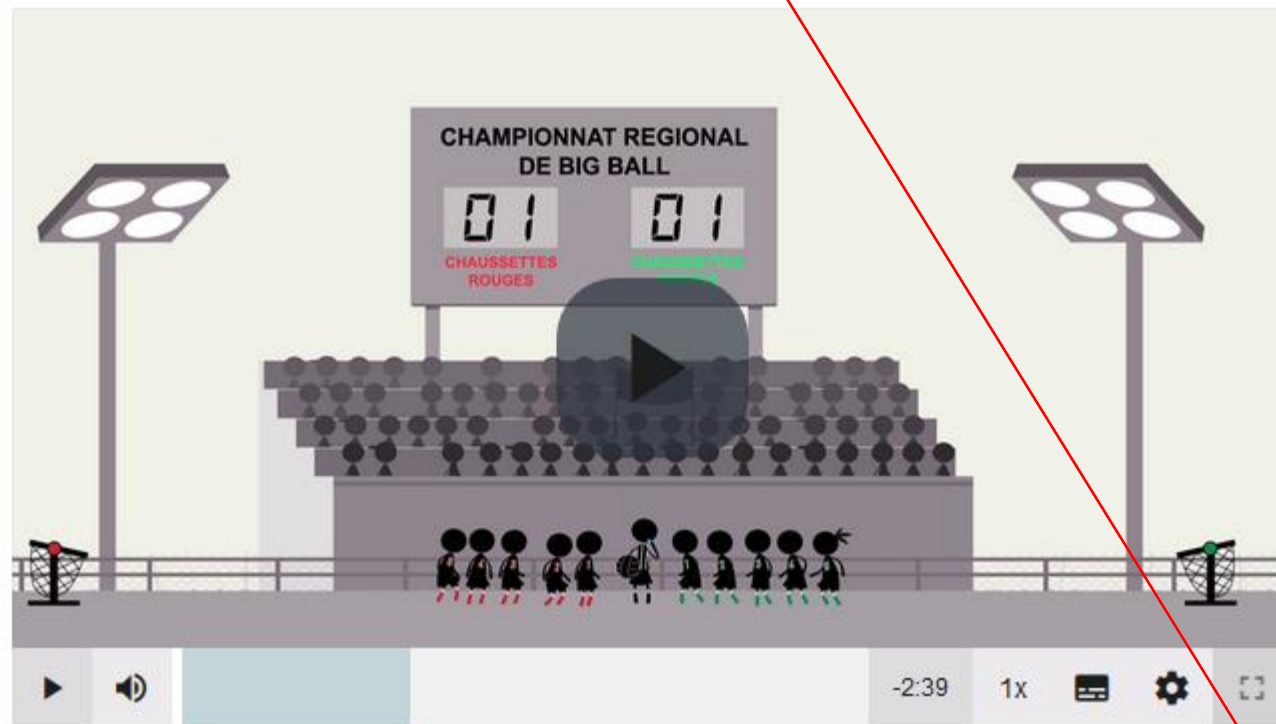 CHAMPIONNAT REGIONAL
DE BIG BALL
01 01
CHAUSSETTES
ROUGES
-2:39 1x